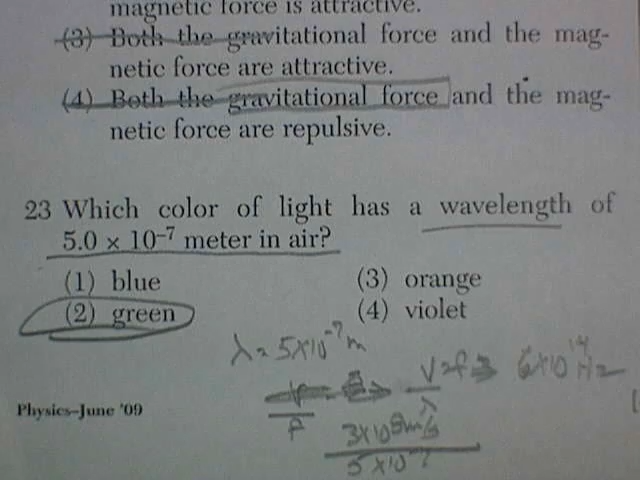 magnetic force is attractive.
(3) Both the gravitational force and the mag-
netic force are attractive.
(4) Both the gravitational force and the mag-
netic force are repulsive.
23 Which color of light has a wavelength of
5.0 × 10⁻⁷ meter in air?
(1) blue (3) orange
(2) green (4) violet
λ = 5×10⁻⁷ m
V=f
λ
6×10¹⁴ Hz
f
3×10⁸ m/s
5×10⁻⁷
Physics–June '09